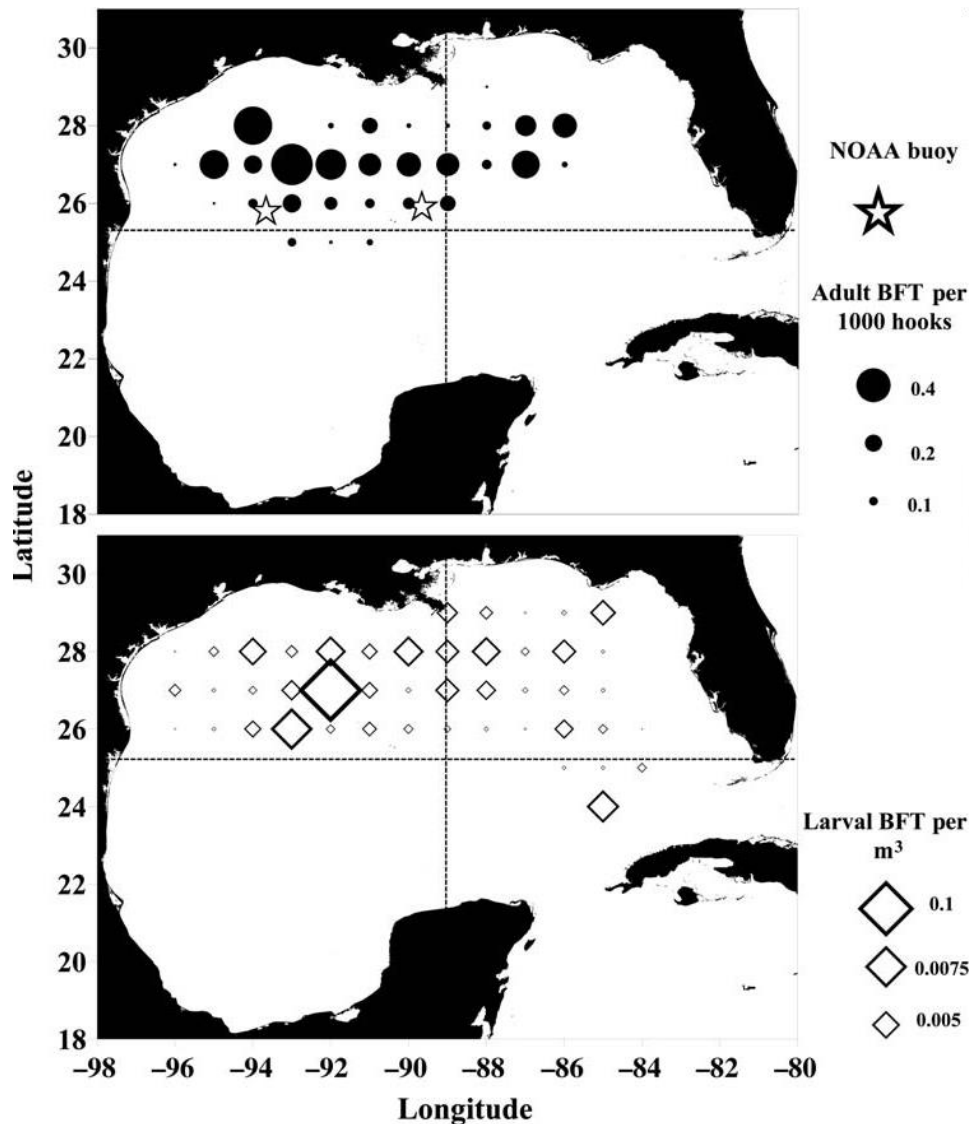 30
28
26
24
22
20
18
NOAA buoy
Adult BFT per
1000 hooks
0.4
0.2
0.1
Latitude
30
28
26
24
22
20
18
Larval BFT per
m³
0.1
0.0075
0.005
−98 −96 −94 −92 −90 −88 −86 −84 −82 −80
Longitude